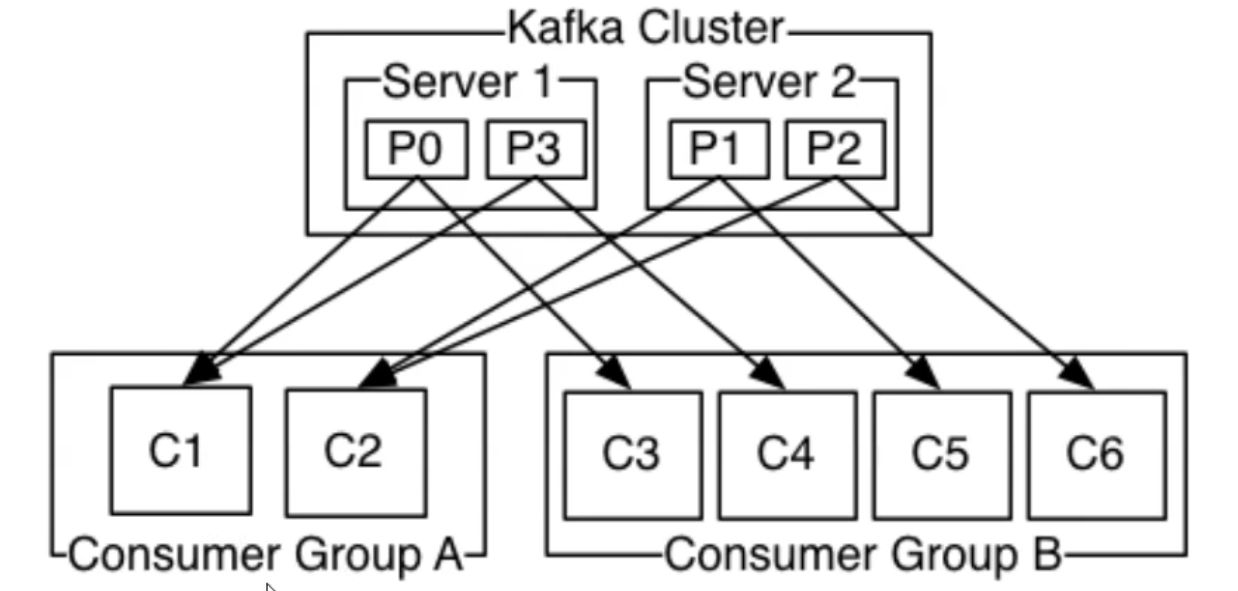 Kafka Cluster
Server 1
Server 2
P0
P3
P1
P2
C1
C2
C3
C4
C5
C6
Consumer Group A
Consumer Group B